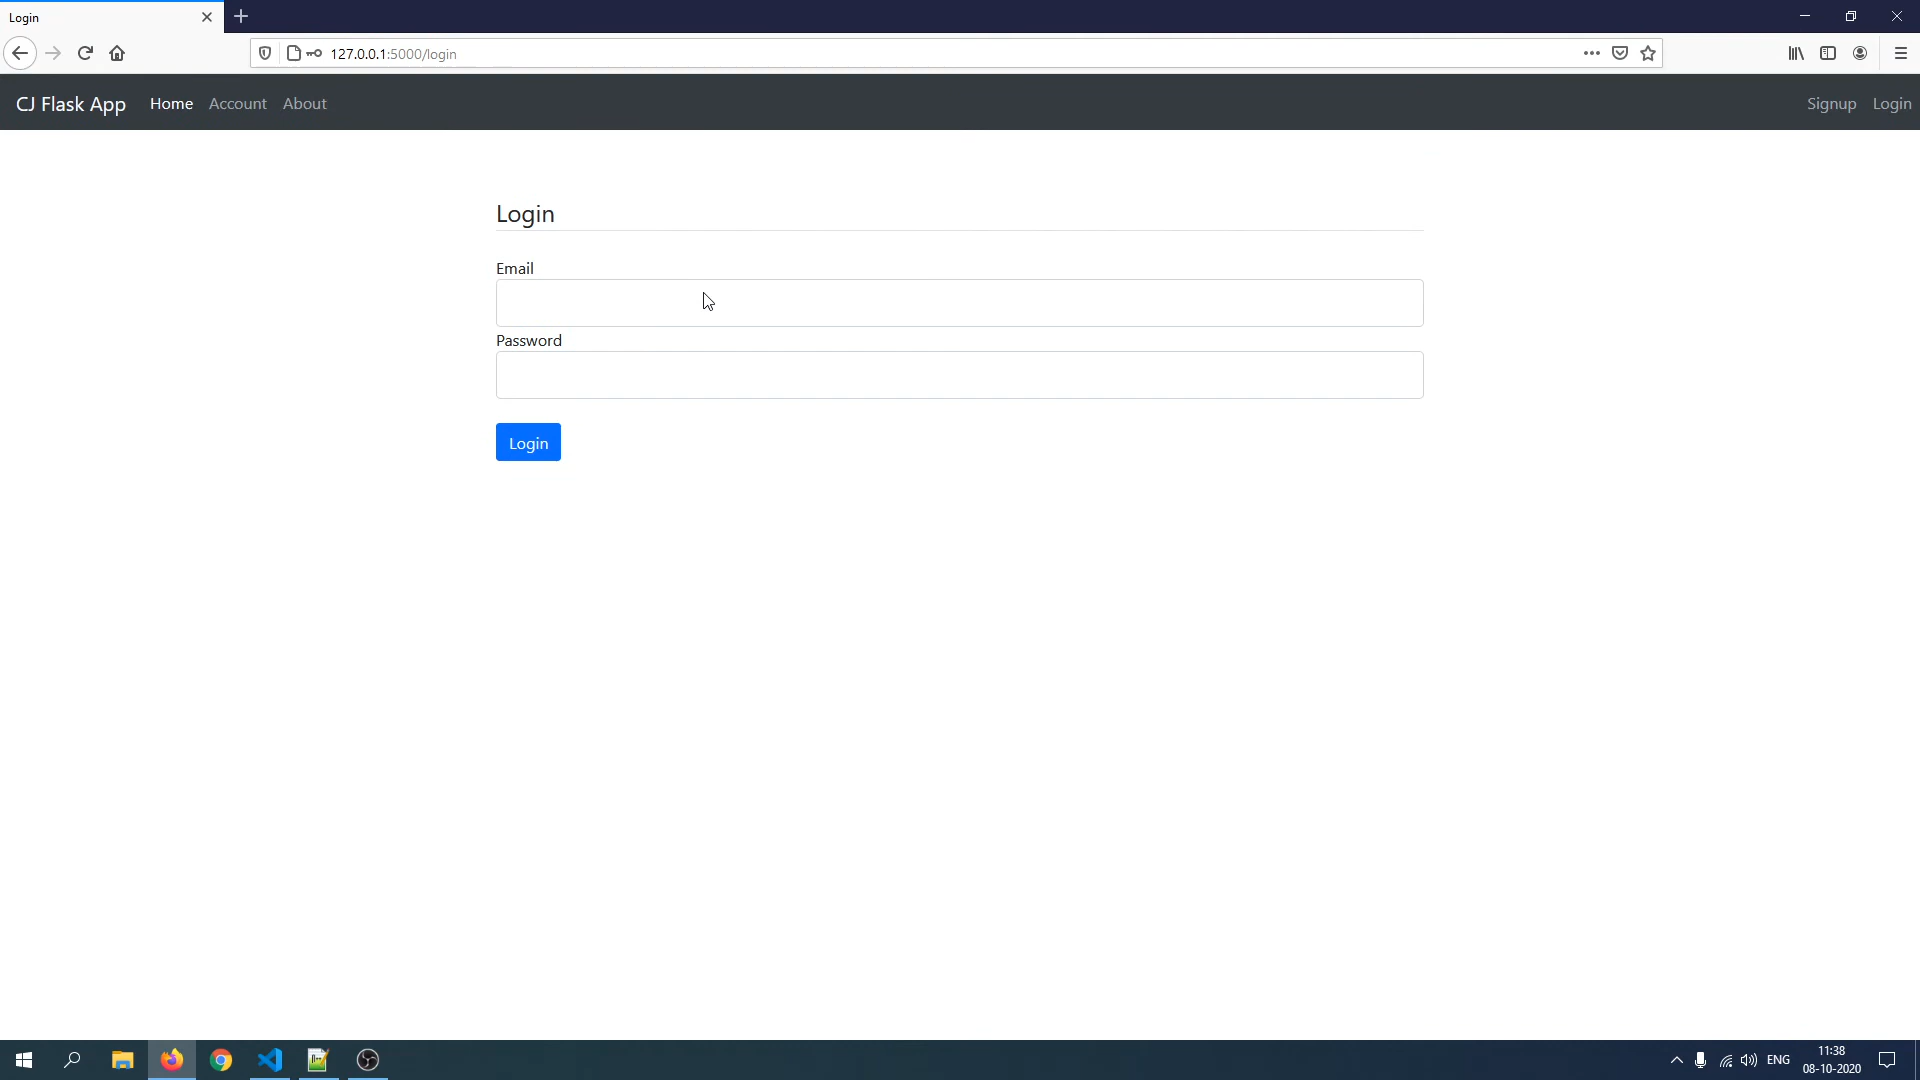 Login
127.0.0.1:5000/login
CJ Flask App Home Account About Signup Login
Login
Email
Password
Login
ENG
11:38
08-10-2020